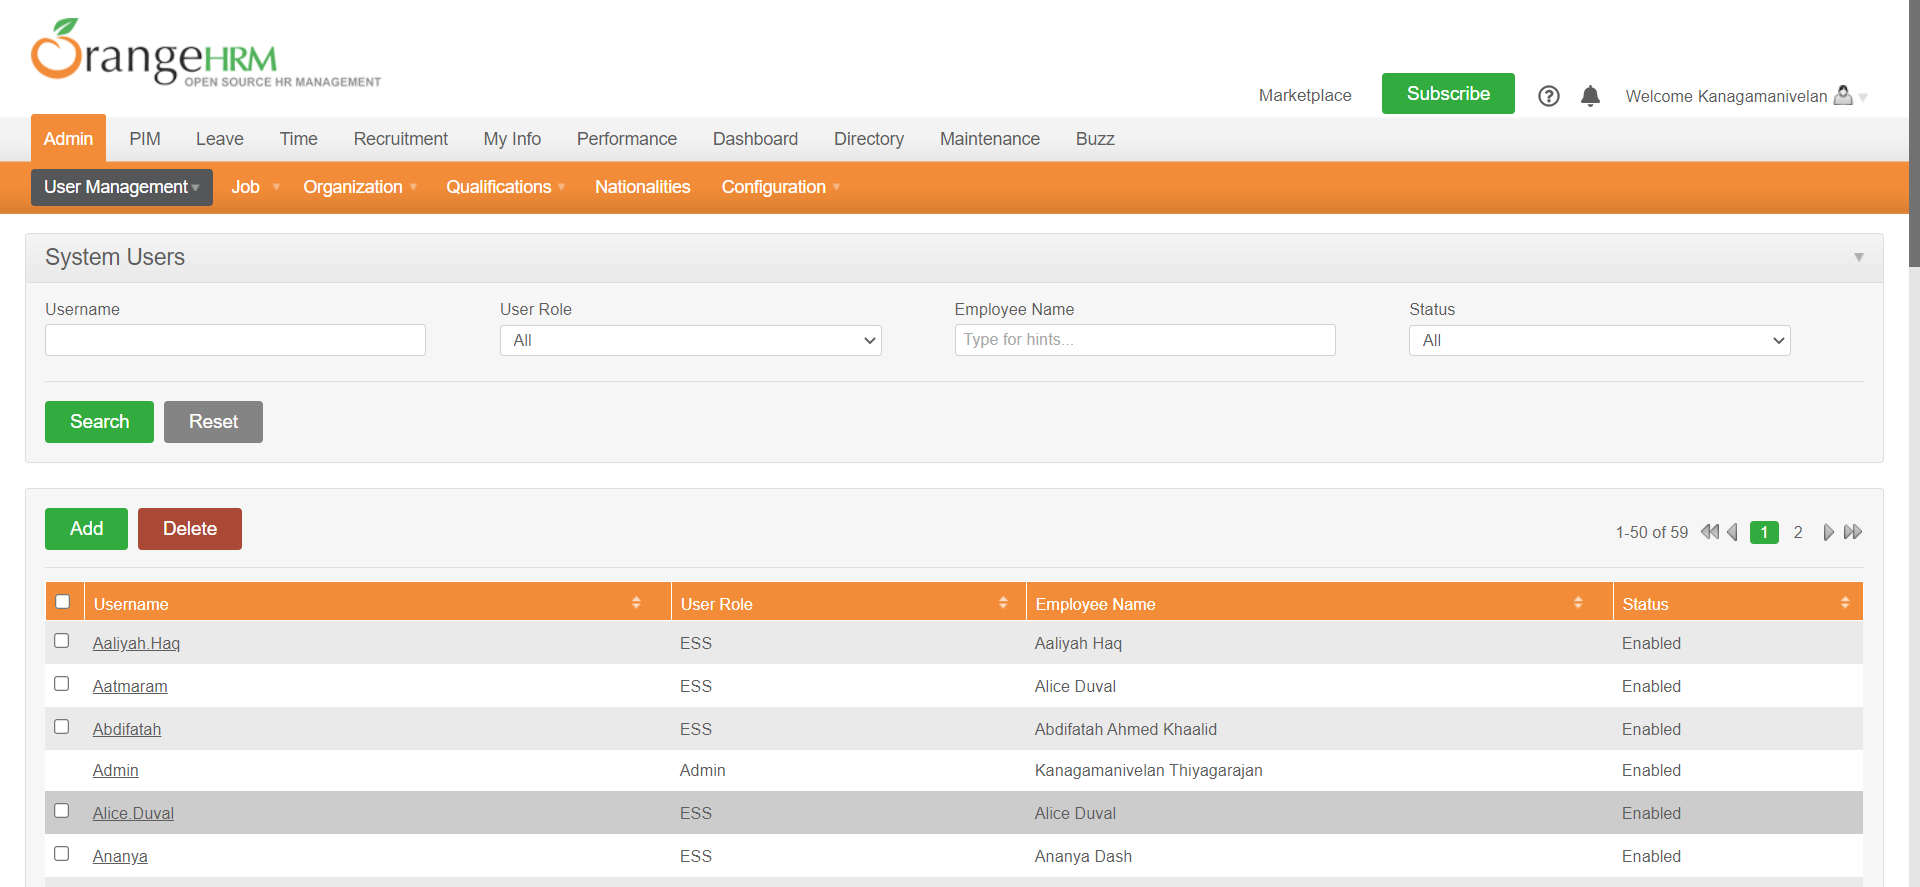 OrangeHRM
OPEN SOURCE HR MANAGEMENT
Marketplace
Subscribe
Welcome Kanagamanivelan
Admin PIM Leave Time Recruitment My Info Performance Dashboard Directory Maintenance Buzz
User Management Job Organization Qualifications Nationalities Configuration
System Users
Username User Role Employee Name Status
All Type for hints... All
Search Reset
Add Delete 1-50 of 59 1 2
Username User Role Employee Name Status
Aaliyah.Haq ESS Aaliyah Haq Enabled
Aatmaram ESS Alice Duval Enabled
Abdifatah ESS Abdifatah Ahmed Khaalid Enabled
Admin Admin Kanagamanivelan Thiyagarajan Enabled
Alice.Duval ESS Alice Duval Enabled
Ananya ESS Ananya Dash Enabled